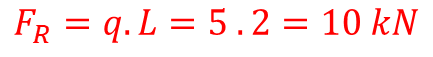 F_R = q. L = 5 . 2 = 10 kN